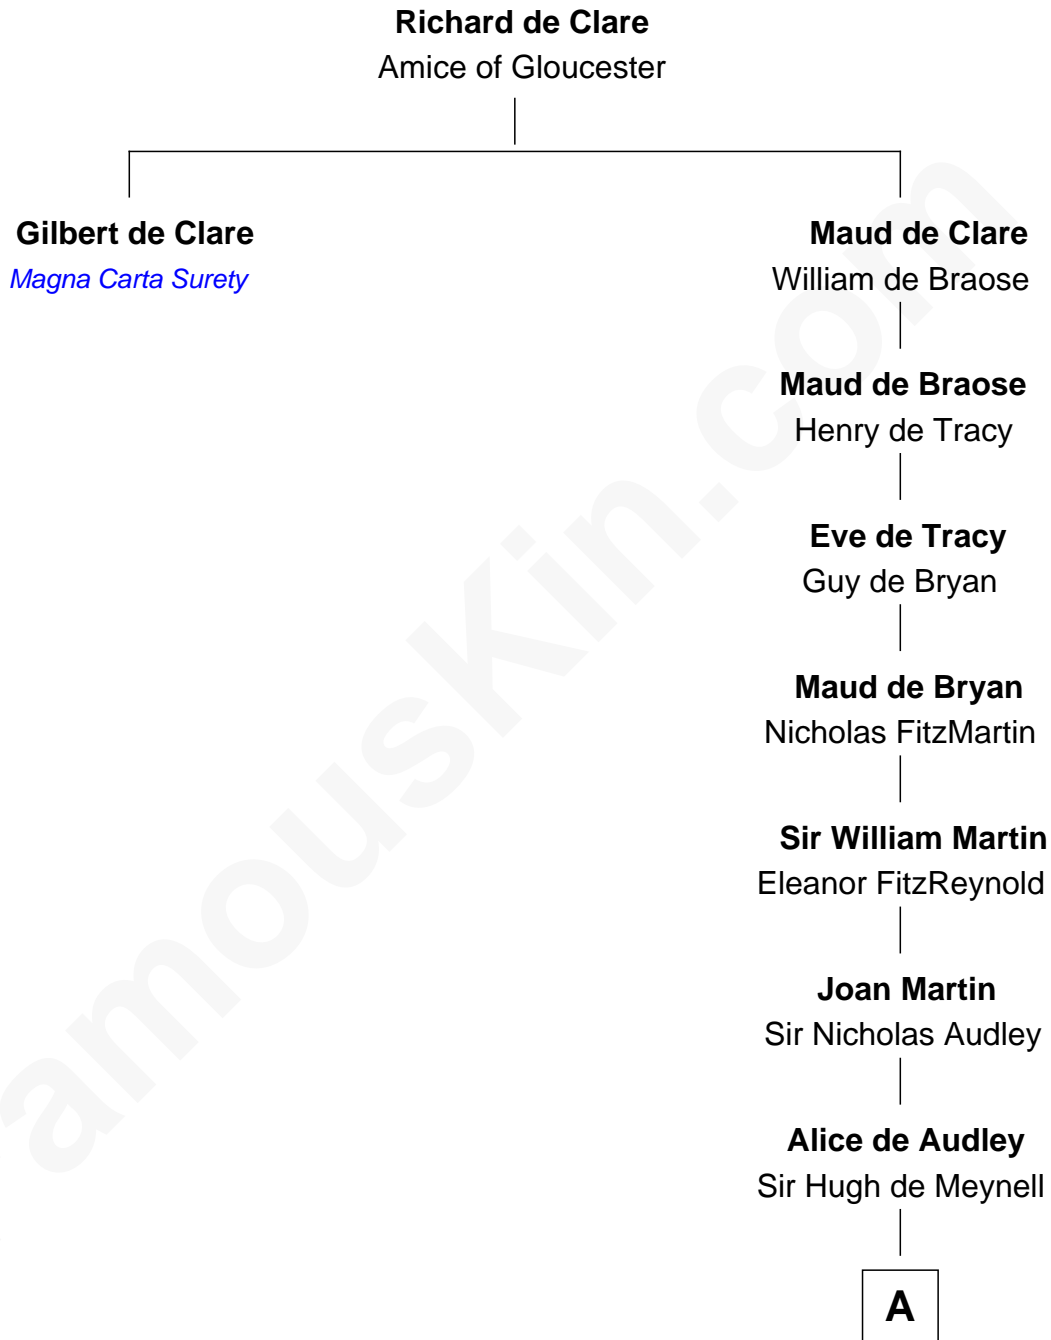 Richard de Clare
Amice of Gloucester
Gilbert de Clare
Magna Carta Surety
Maud de Clare
William de Braose
Maud de Braose
Henry de Tracy
Eve de Tracy
Guy de Bryan
Maud de Bryan
Nicholas FitzMartin
Sir William Martin
Eleanor FitzReynold
Joan Martin
Sir Nicholas Audley
Alice de Audley
Sir Hugh de Meynell
A
amouskin.com